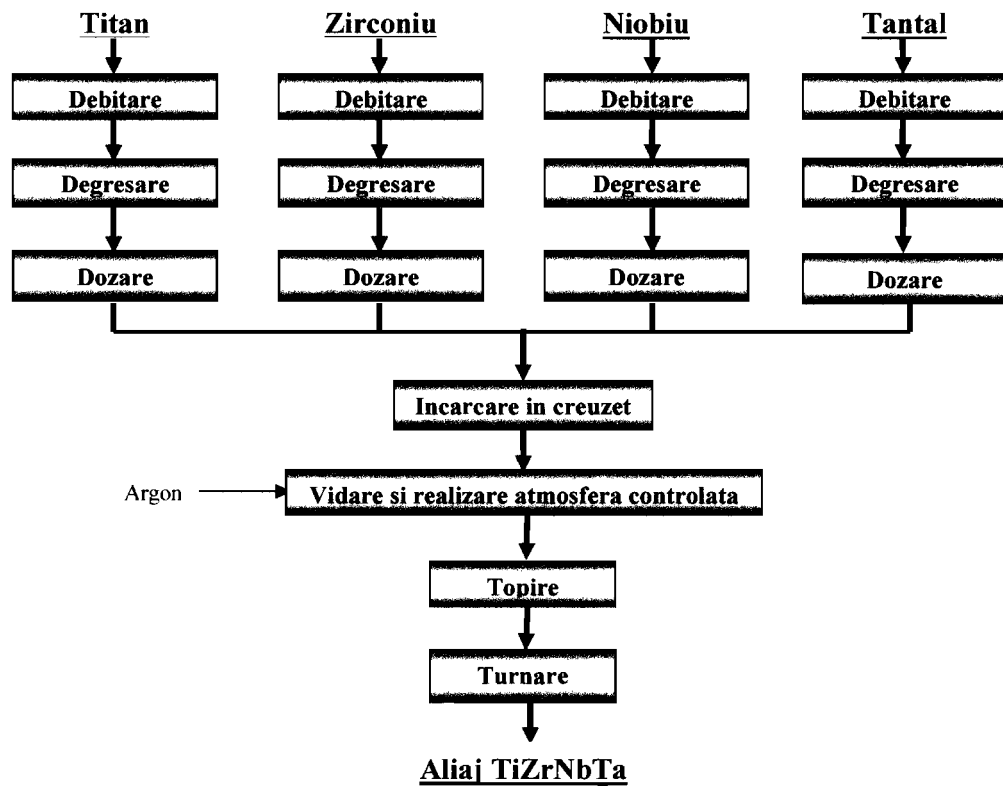 Titan
Zirconiu
Niobiu
Tantal
Debitare
Debitare
Debitare
Debitare
Degresare
Degresare
Degresare
Degresare
Dozare
Dozare
Dozare
Dozare
Incarcare in creuzet
Argon
Vidare si realizare atmosfera controlata
Topire
Turnare
Aliaj TiZrNbTa